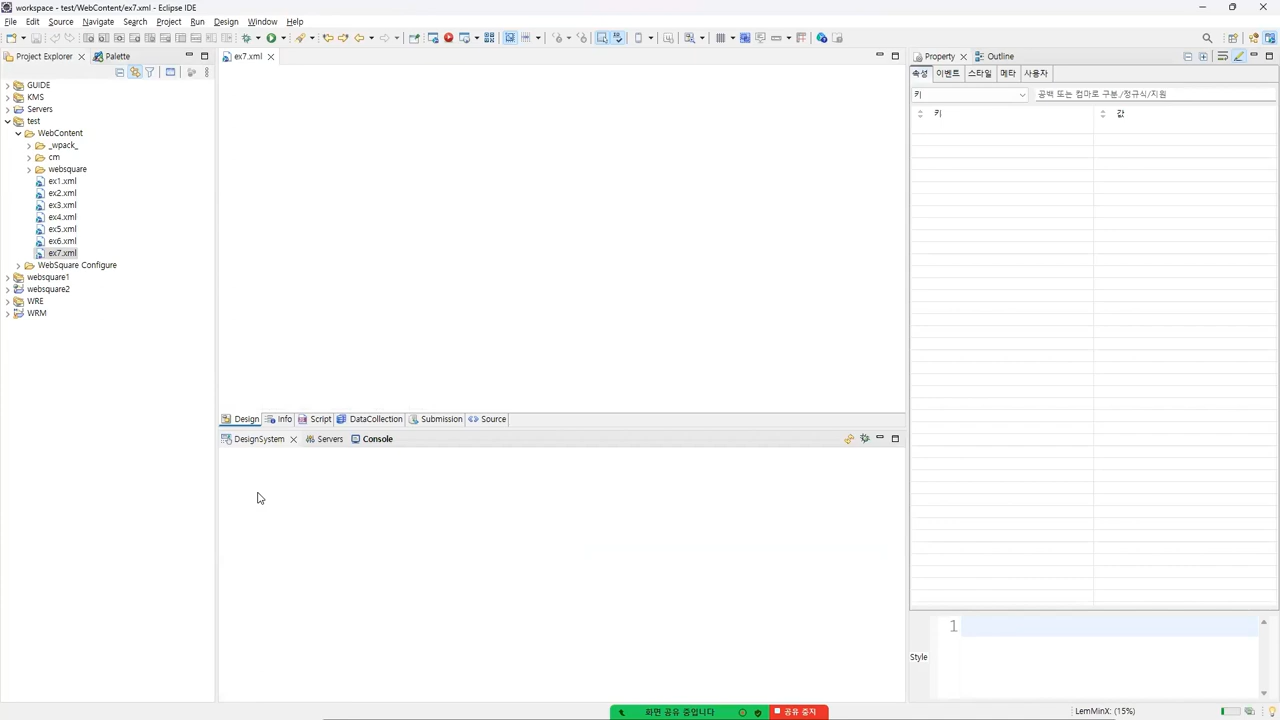 workspace - test/WebContent/ex7.xml - Eclipse IDE
File Edit Source Navigate Search Project Run Design Window Help
Project Explorer
Palette
GUIDE
KMS
Servers
test
WebContent
_wpack_
cm
websquare
ex1.xml
ex2.xml
ex3.xml
ex4.xml
ex5.xml
ex6.xml
ex7.xml
WebSquare Configure
websquare1
websquare2
WRE
WRM
ex7.xml
Design Info Script DataCollection Submission Source
DesignSystem Servers Console
Property Outline
속성 이벤트 스타일 메타 사용자
키 공백 또는 컴마로 구분./정규식/지원
키 값
1
Style
화면 공유 중입니다 공유 중지
LemMinX: (15%)